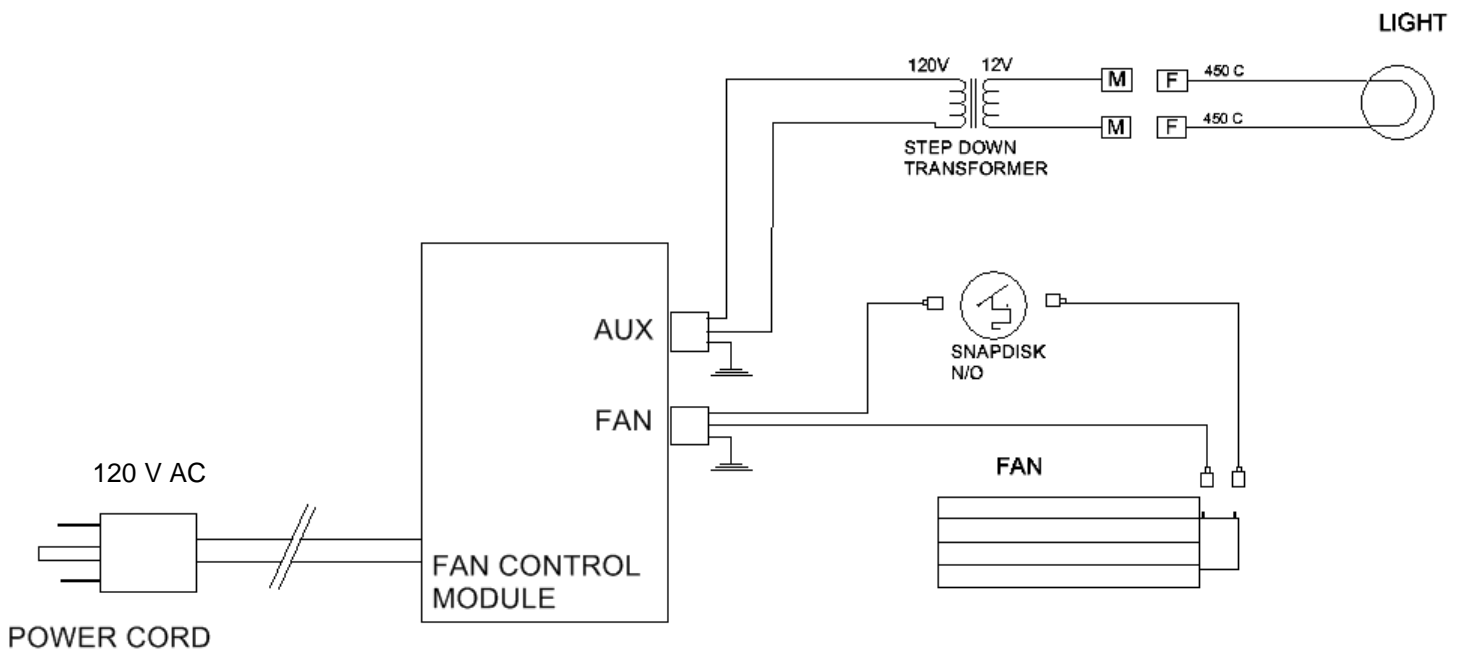 LIGHT
120V
12V
M
F
450 C
M
F
450 C
STEP DOWN
TRANSFORMER
AUX
SNAPDISK
N/O
FAN
FAN
120 V AC
FAN CONTROL
MODULE
POWER CORD